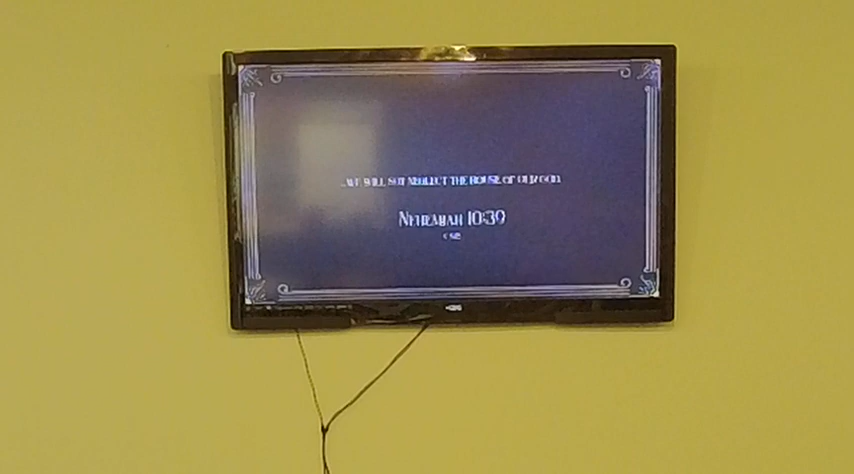 ...WE WILL NOT NEGLECT THE HOUSE OF OUR GOD.
NEHEMIAH 10:39